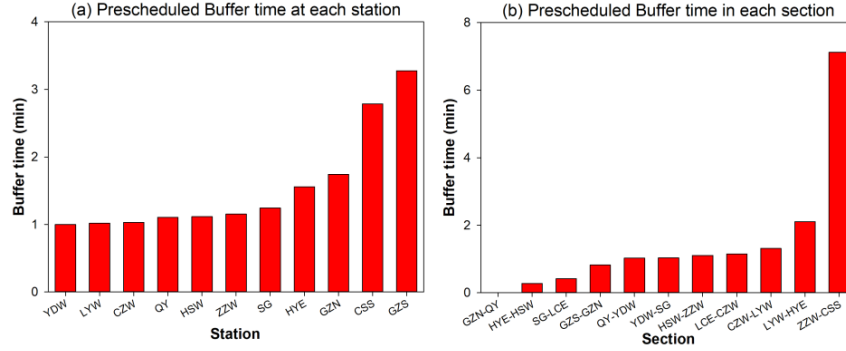 (a) Prescheduled Buffer time at each station
Buffer time (min)
4
3
2
1
0
YDW LYW CZW QY HSW ZZW SG HYE GZN CSS GZS
Station
(b) Prescheduled Buffer time in each section
Buffer time (min)
8
6
4
2
0
GZN-QY HYE-HSW SG-LCE GZS-GZN QY-YDW YDW-SG HSW-ZZW LCE-CZW CZW-LYW LYW-HYE ZZW-CSS
Section